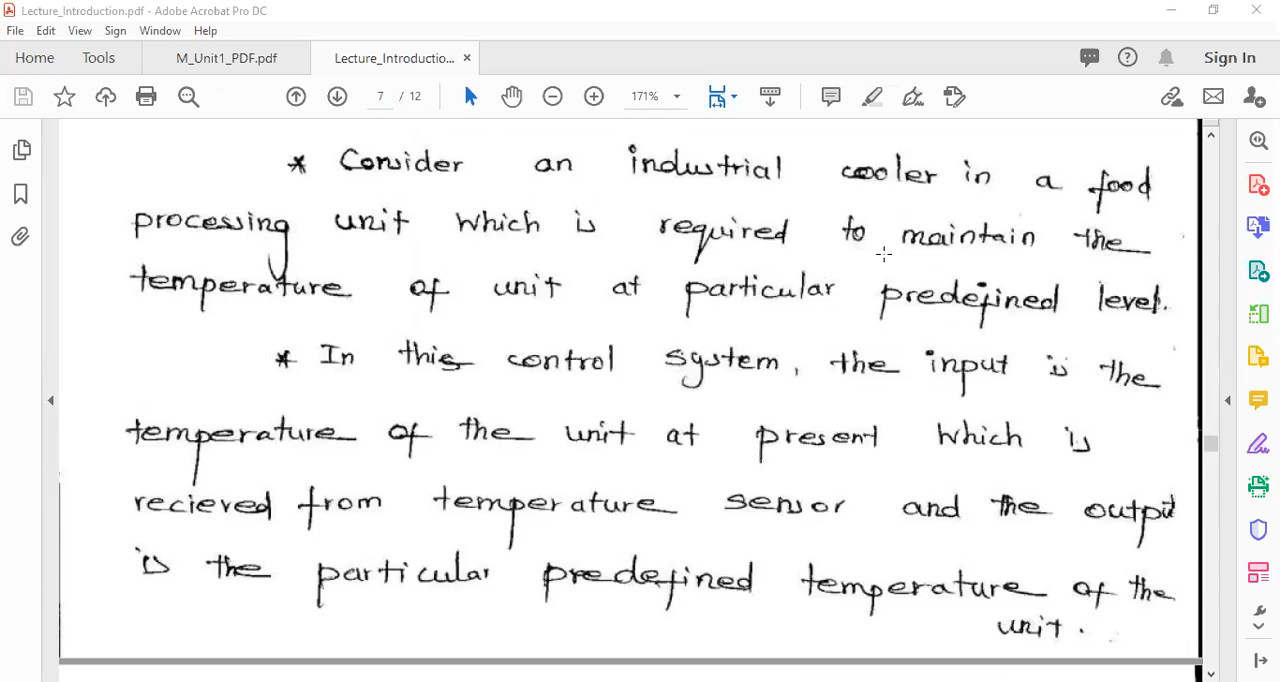 Lecture_Introduction.pdf - Adobe Acrobat Pro DC
File Edit View Sign Window Help
Home Tools M_Unit1_PDF.pdf Lecture_Introductio... × Sign In
7 / 12 171%
* Consider an industrial cooler in a food
processing unit which is required to maintain the
temperature of unit at particular predefined level.
* In this control system, the input is the
temperature of the unit at present which is
recieved from temperature sensor and the output
is the particular predefined temperature of the
unit.